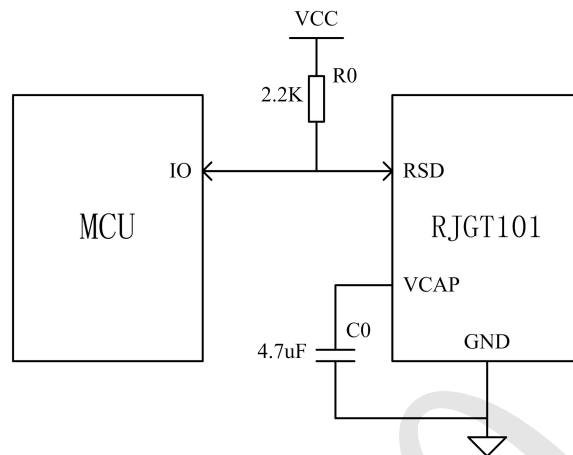 VCC
R0
2.2K
IO
RSD
MCU
RJGT101
VCAP
C0
4.7uF
GND